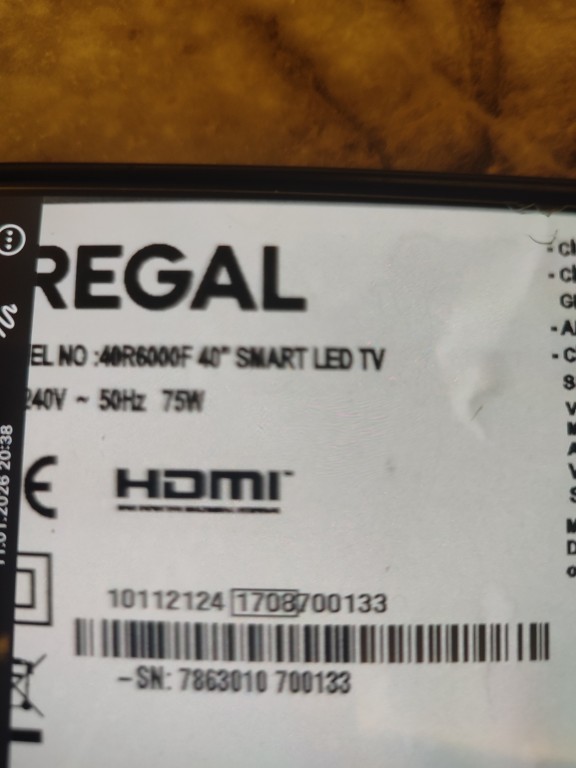 REGAL
EL NO :40R6000F 40" SMART LED TV
240V ~ 50Hz 75W
CE
HDMI
10112124 1708700133
-SN: 7863010 700133
.01.2026 20:38